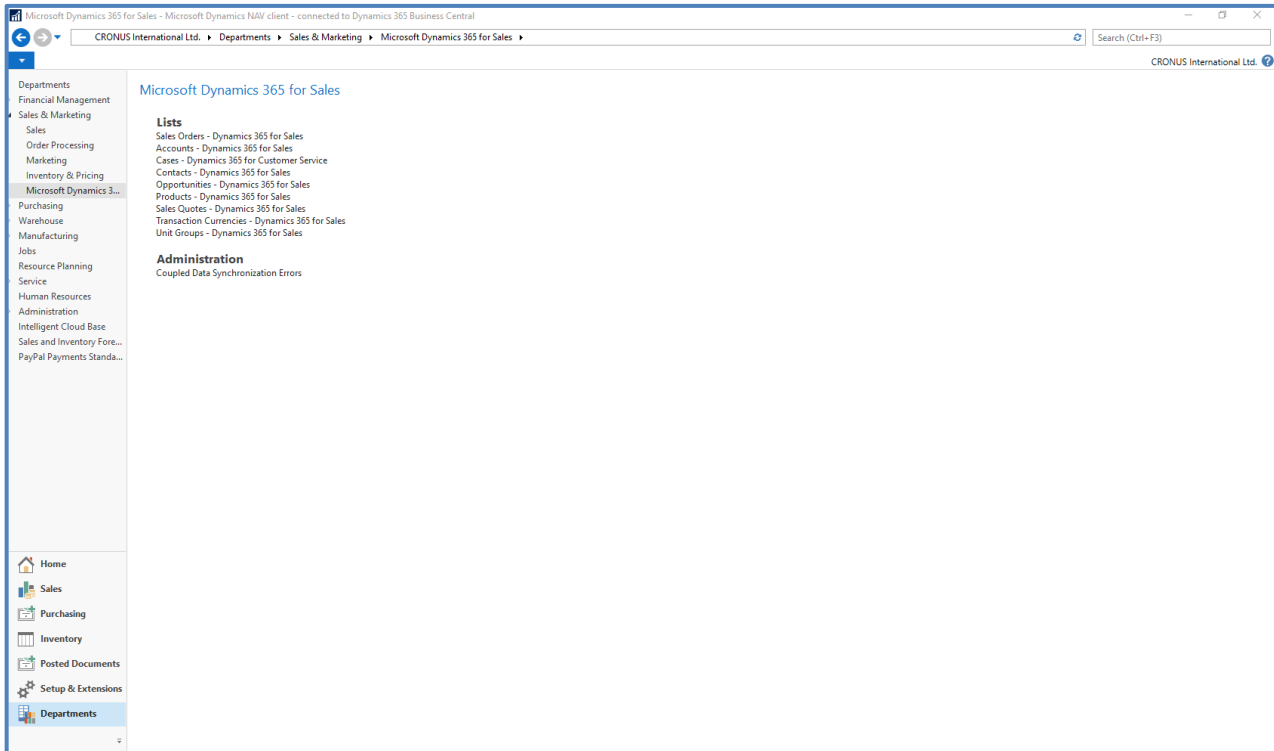 Microsoft Dynamics 365 for Sales - Microsoft Dynamics NAV client - connected to Dynamics 365 Business Central
CRONUS International Ltd. Departments Sales & Marketing Microsoft Dynamics 365 for Sales
Search (Ctrl+F3)
CRONUS International Ltd.
Departments
Financial Management
Sales & Marketing
Sales
Order Processing
Marketing
Inventory & Pricing
Microsoft Dynamics 3...
Purchasing
Warehouse
Manufacturing
Jobs
Resource Planning
Service
Human Resources
Administration
Intelligent Cloud Base
Sales and Inventory Fore...
PayPal Payments Standa...
Microsoft Dynamics 365 for Sales
Lists
Sales Orders - Dynamics 365 for Sales
Accounts - Dynamics 365 for Sales
Cases - Dynamics 365 for Customer Service
Contacts - Dynamics 365 for Sales
Opportunities - Dynamics 365 for Sales
Products - Dynamics 365 for Sales
Sales Quotes - Dynamics 365 for Sales
Transaction Currencies - Dynamics 365 for Sales
Unit Groups - Dynamics 365 for Sales
Administration
Coupled Data Synchronization Errors
Home
Sales
Purchasing
Inventory
Posted Documents
Setup & Extensions
Departments